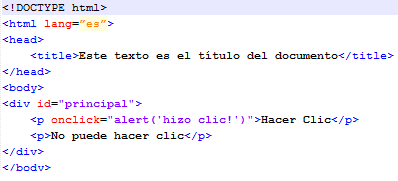 <!DOCTYPE html>
<html lang=”es”>
<head>
<title>Este texto es el título del documento</title>
</head>
<body>
<div id="principal">
<p onclick="alert('hizo clic!')">Hacer Clic</p>
<p>No puede hacer clic</p>
</div>
</body>